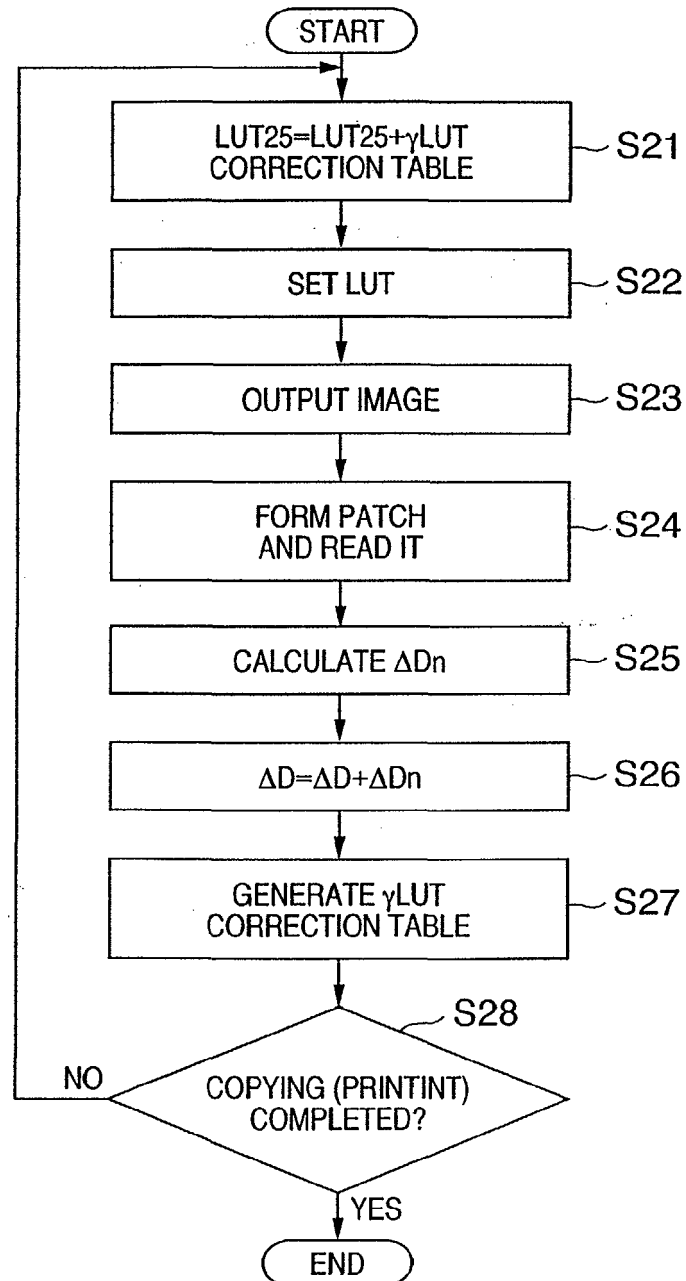 START
LUT25=LUT25+γLUT
CORRECTION TABLE
S21
SET LUT
S22
OUTPUT IMAGE
S23
FORM PATCH
AND READ IT
S24
CALCULATE ΔDn
S25
ΔD=ΔD+ΔDn
S26
GENERATE γLUT
CORRECTION TABLE
S27
S28
NO
COPYING (PRINTINT)
COMPLETED?
YES
END